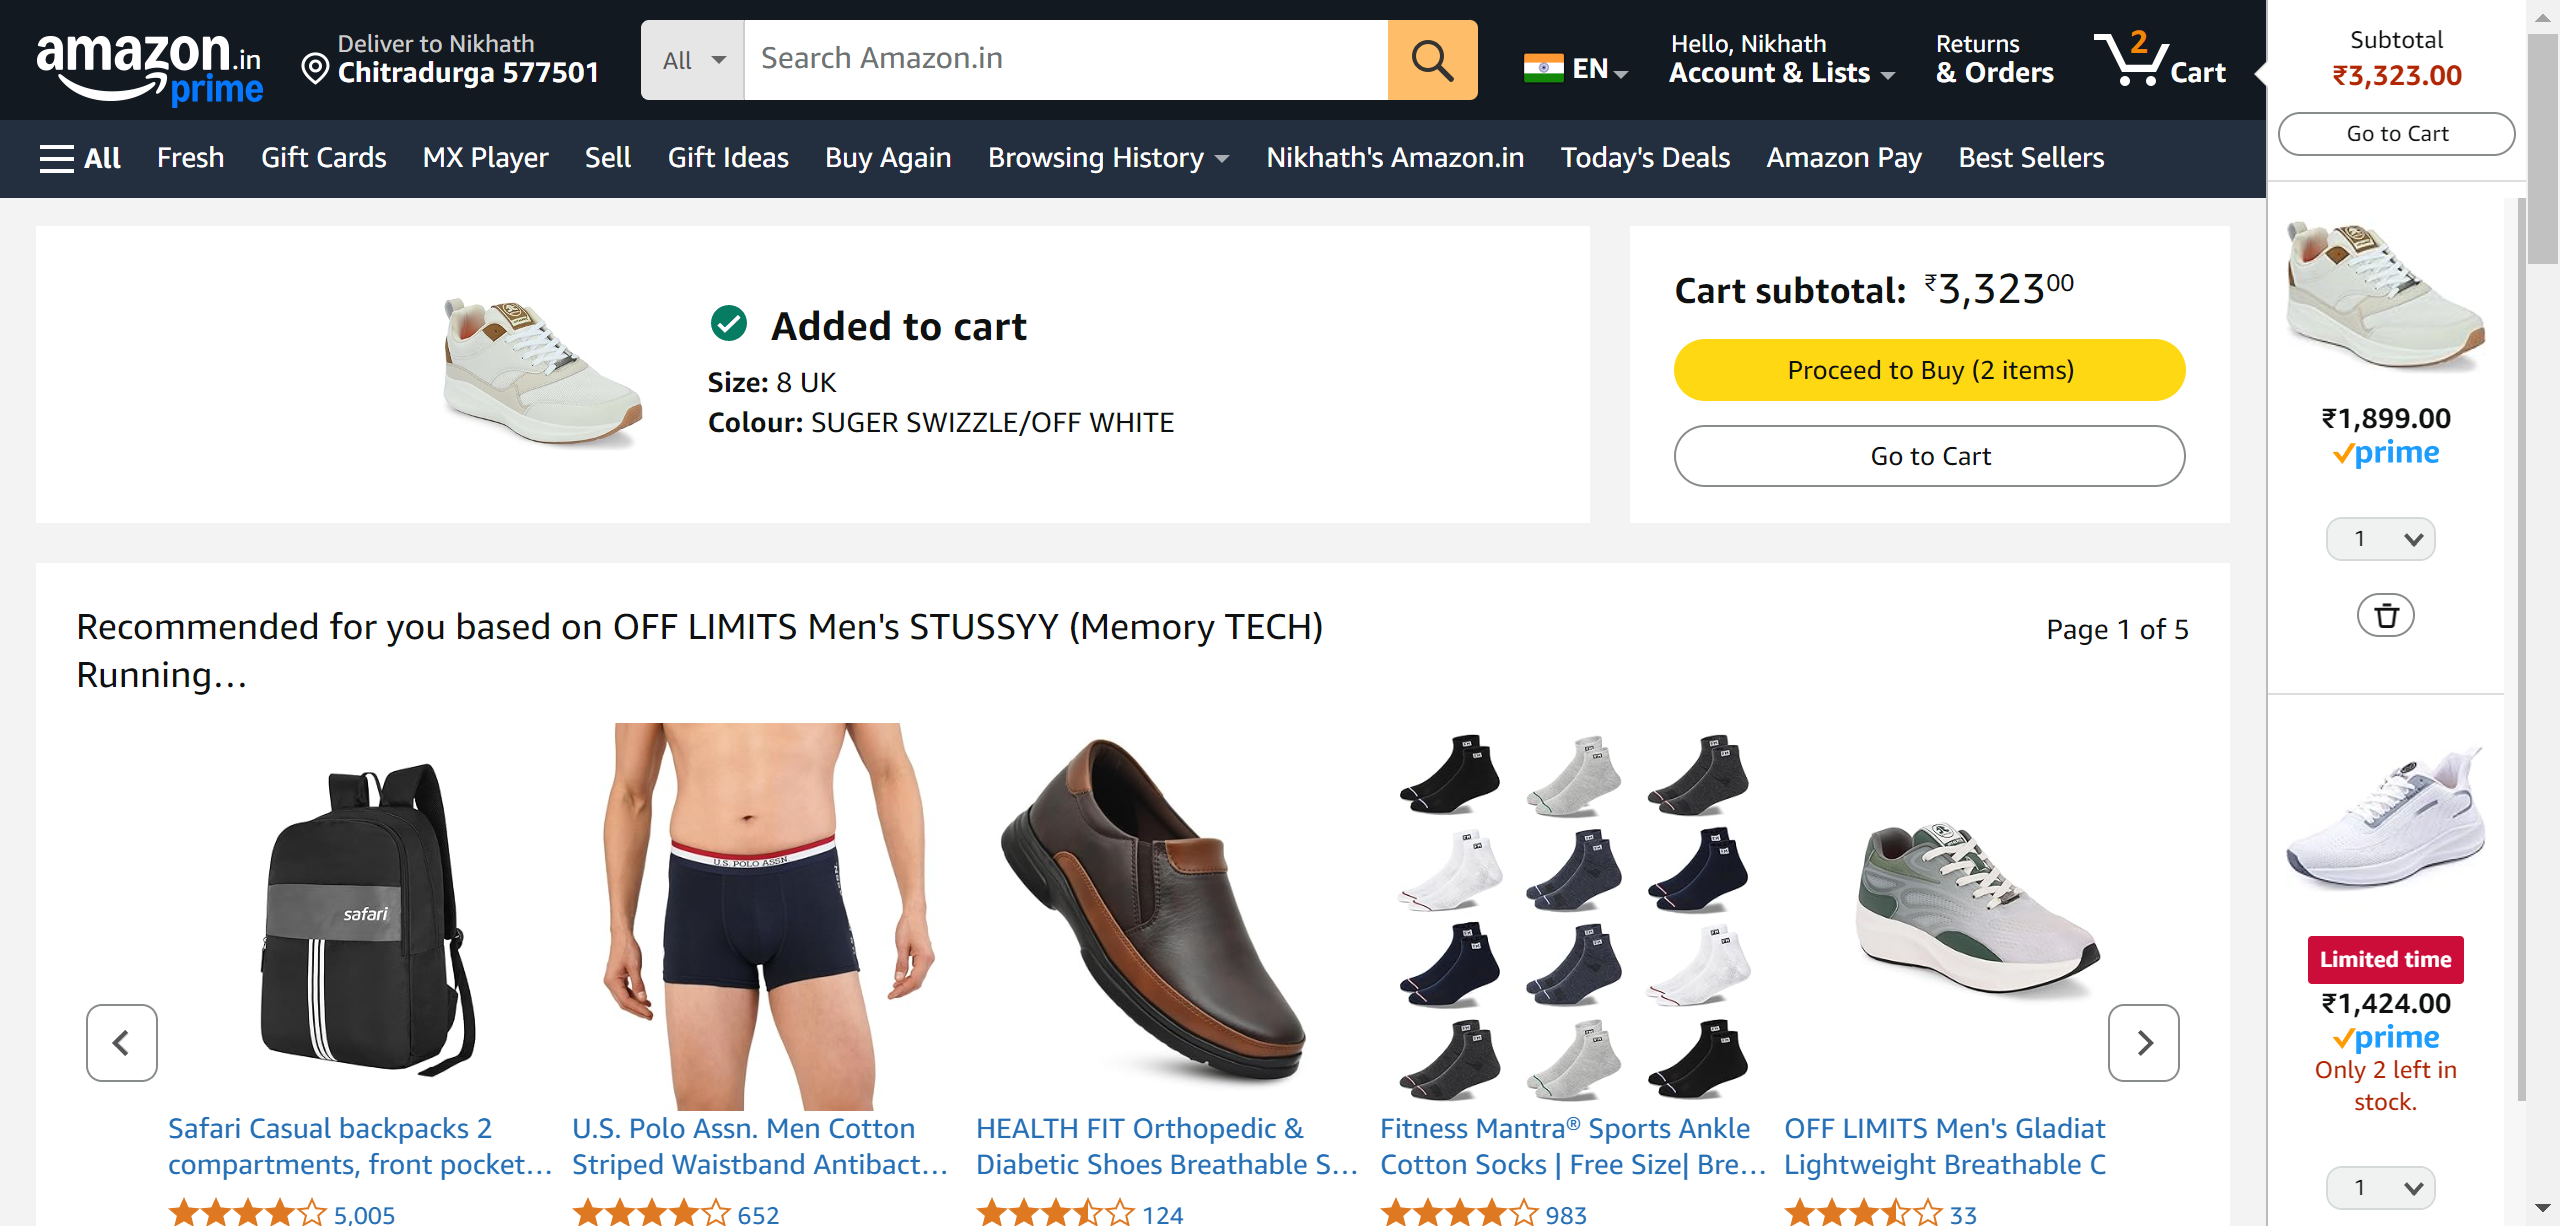 amazon.in
prime
Deliver to Nikhath
Chitradurga 577501
All
Search Amazon.in
EN
Hello, Nikhath
Account & Lists
Returns
& Orders
2
Cart
All
Fresh
Gift Cards
MX Player
Sell
Gift Ideas
Buy Again
Browsing History
Nikhath's Amazon.in
Today's Deals
Amazon Pay
Best Sellers
Added to cart
Size: 8 UK
Colour: SUGER SWIZZLE/OFF WHITE
Cart subtotal: ₹3,32300
Proceed to Buy (2 items)
Go to Cart
Recommended for you based on OFF LIMITS Men's STUSSYY (Memory TECH)
Running…
Page 1 of 5
safari
U.S. POLO ASSN
Safari Casual backpacks 2
compartments, front pocket…
5,005
U.S. Polo Assn. Men Cotton
Striped Waistband Antibact…
652
HEALTH FIT Orthopedic &
Diabetic Shoes Breathable S…
124
Fitness Mantra® Sports Ankle
Cotton Socks | Free Size| Bre…
983
OFF LIMITS Men's Gladiat
Lightweight Breathable C
33
Subtotal
₹3,323.00
Go to Cart
₹1,899.00
prime
1
Limited time
₹1,424.00
prime
Only 2 left in
stock.
1